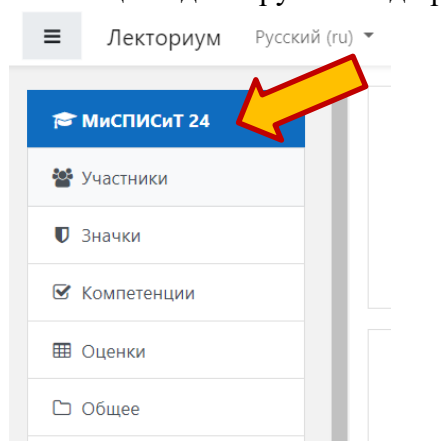 Лекториум Русский (ru)
МиСПИСиТ 24
Участники
Значки
Компетенции
Оценки
Общее